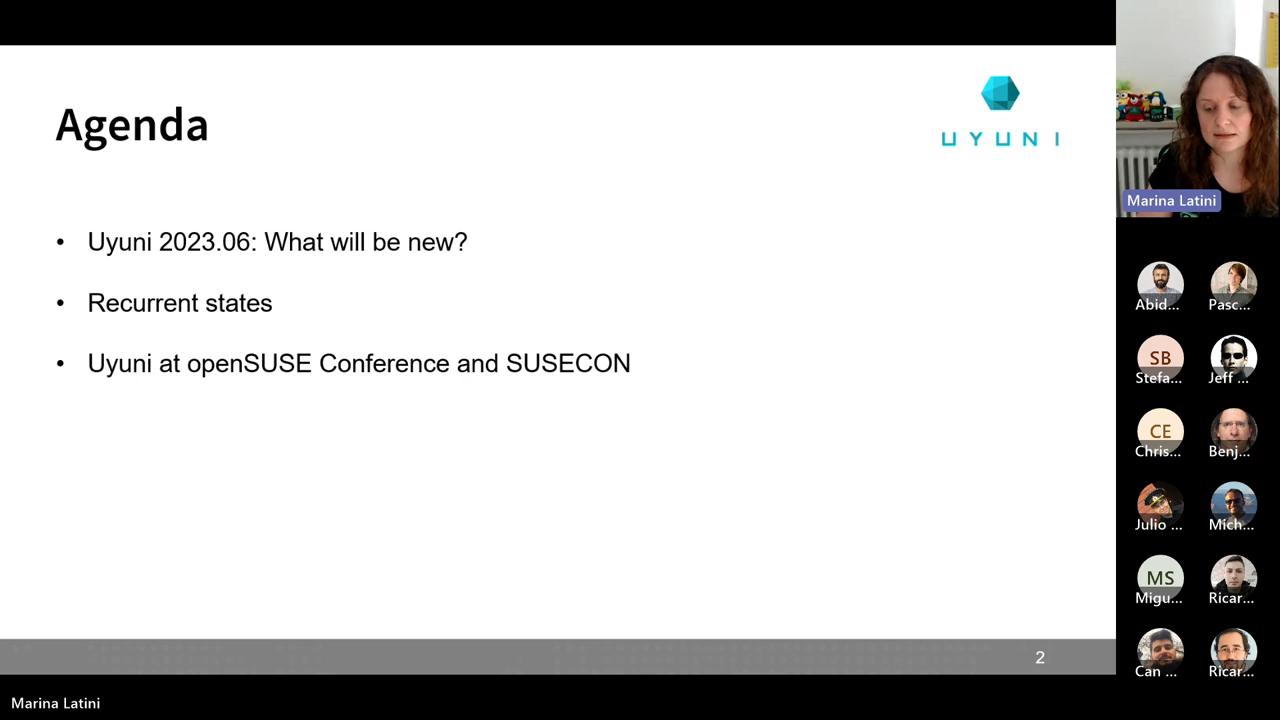 Agenda
UYUNI
• Uyuni 2023.06: What will be new?
• Recurrent states
• Uyuni at openSUSE Conference and SUSECON
2
Marina Latini
Marina Latini
Abid...
Pasc...
SB
Stefa...
Jeff ...
CE
Chris...
Benj...
Julio ...
Mich...
MS
Migu...
Ricar...
Can ...
Ricar...